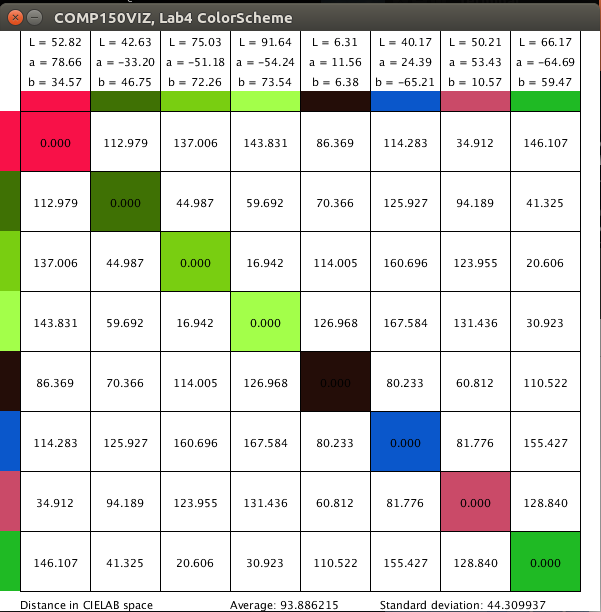 COMP150VIZ, Lab4 ColorScheme
L = 52.82 L = 42.63 L = 75.03 L = 91.64 L = 6.31 L = 40.17 L = 50.21 L = 66.17
a = 78.66 a = −33.20 a = −51.18 a = −54.24 a = 11.56 a = 24.39 a = 53.43 a = −64.69
b = 34.57 b = 46.75 b = 72.26 b = 73.54 b = 6.38 b = −65.21 b = 10.57 b = 59.47
0.000 112.979 137.006 143.831 86.369 114.283 34.912 146.107
112.979 0.000 44.987 59.692 70.366 125.927 94.189 41.325
137.006 44.987 0.000 16.942 114.005 160.696 123.955 20.606
143.831 59.692 16.942 0.000 126.968 167.584 131.436 30.923
86.369 70.366 114.005 126.968 0.000 80.233 60.812 110.522
114.283 125.927 160.696 167.584 80.233 0.000 81.776 155.427
34.912 94.189 123.955 131.436 60.812 81.776 0.000 128.840
146.107 41.325 20.606 30.923 110.522 155.427 128.840 0.000
Distance in CIELAB space Average: 93.886215 Standard deviation: 44.309937